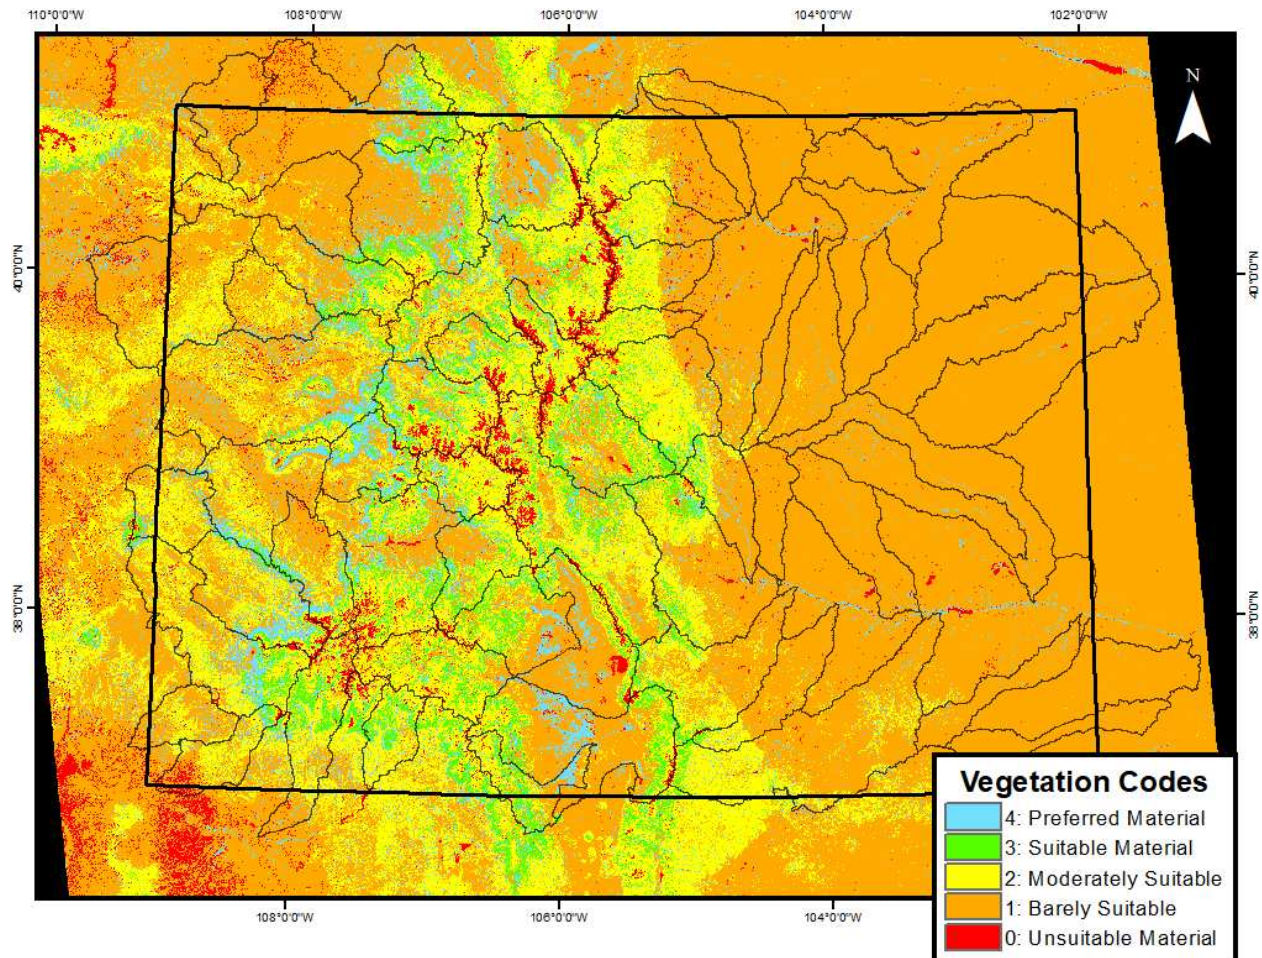 110°0'0"W 108°0'0"W 106°0'0"W 104°0'0"W 102°0'0"W
N
40°0'0"N 40°0'0"N
38°0'0"N 38°0'0"N
Vegetation Codes
4: Preferred Material
3: Suitable Material
2: Moderately Suitable
1: Barely Suitable
0: Unsuitable Material
108°0'0"W 106°0'0"W 104°0'0"W